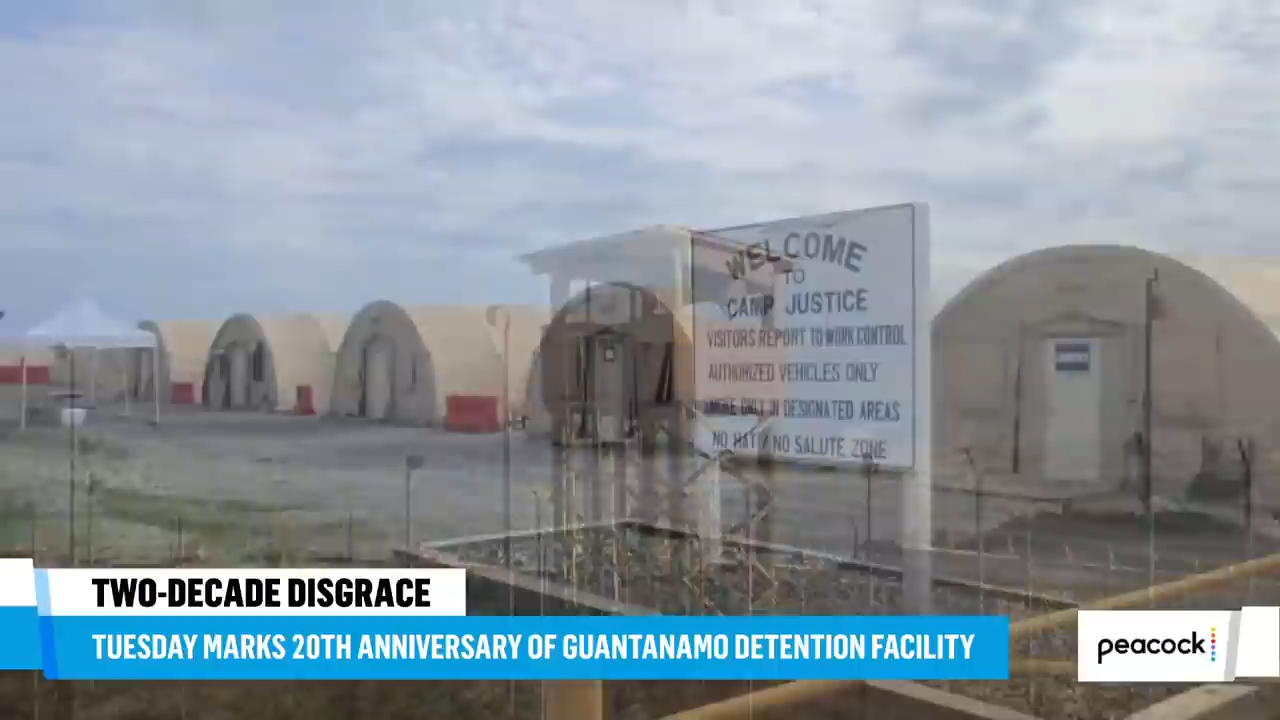 WELCOME
TO
CAMP JUSTICE
VISITORS REPORT TO WORK CONTROL
AUTHORIZED VEHICLES ONLY
SMOKE ONLY IN DESIGNATED AREAS
NO HAT / NO SALUTE ZONE
TWO-DECADE DISGRACE
TUESDAY MARKS 20TH ANNIVERSARY OF GUANTANAMO DETENTION FACILITY
peacock